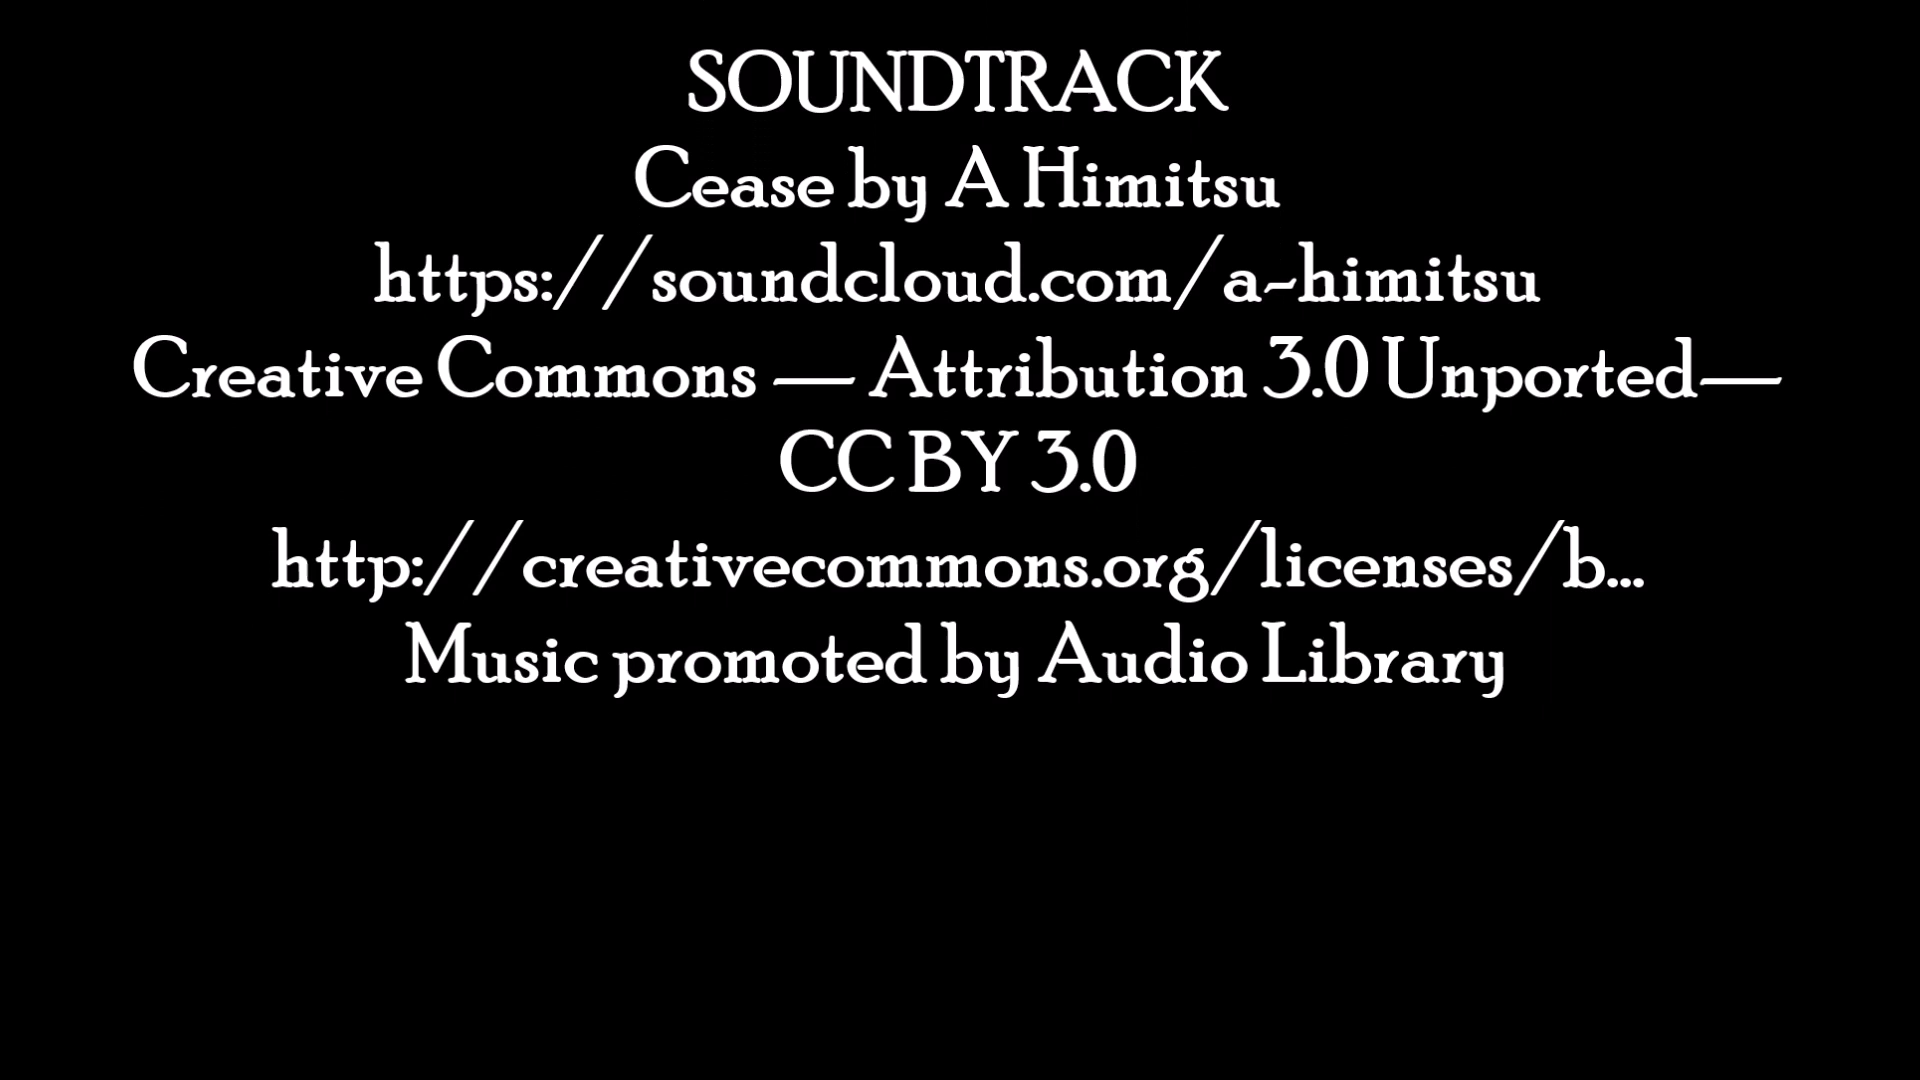 SOUNDTRACK
Cease by A Himitsu
https://soundcloud.com/a-himitsu
Creative Commons — Attribution 3.0 Unported—
CC BY 3.0
http://creativecommons.org/licenses/b...
Music promoted by Audio Library